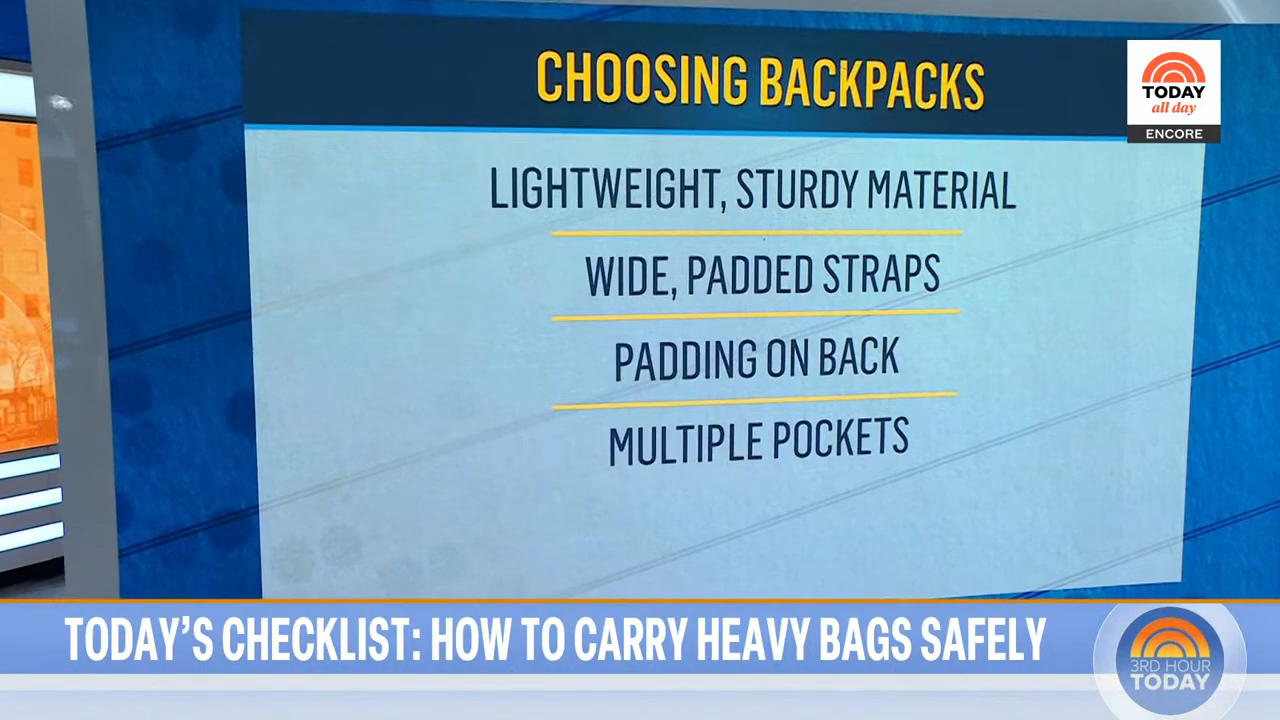 CHOOSING BACKPACKS
TODAY
all day
ENCORE
LIGHTWEIGHT, STURDY MATERIAL
WIDE, PADDED STRAPS
PADDING ON BACK
MULTIPLE POCKETS
TODAY'S CHECKLIST: HOW TO CARRY HEAVY BAGS SAFELY
3RD HOUR
TODAY